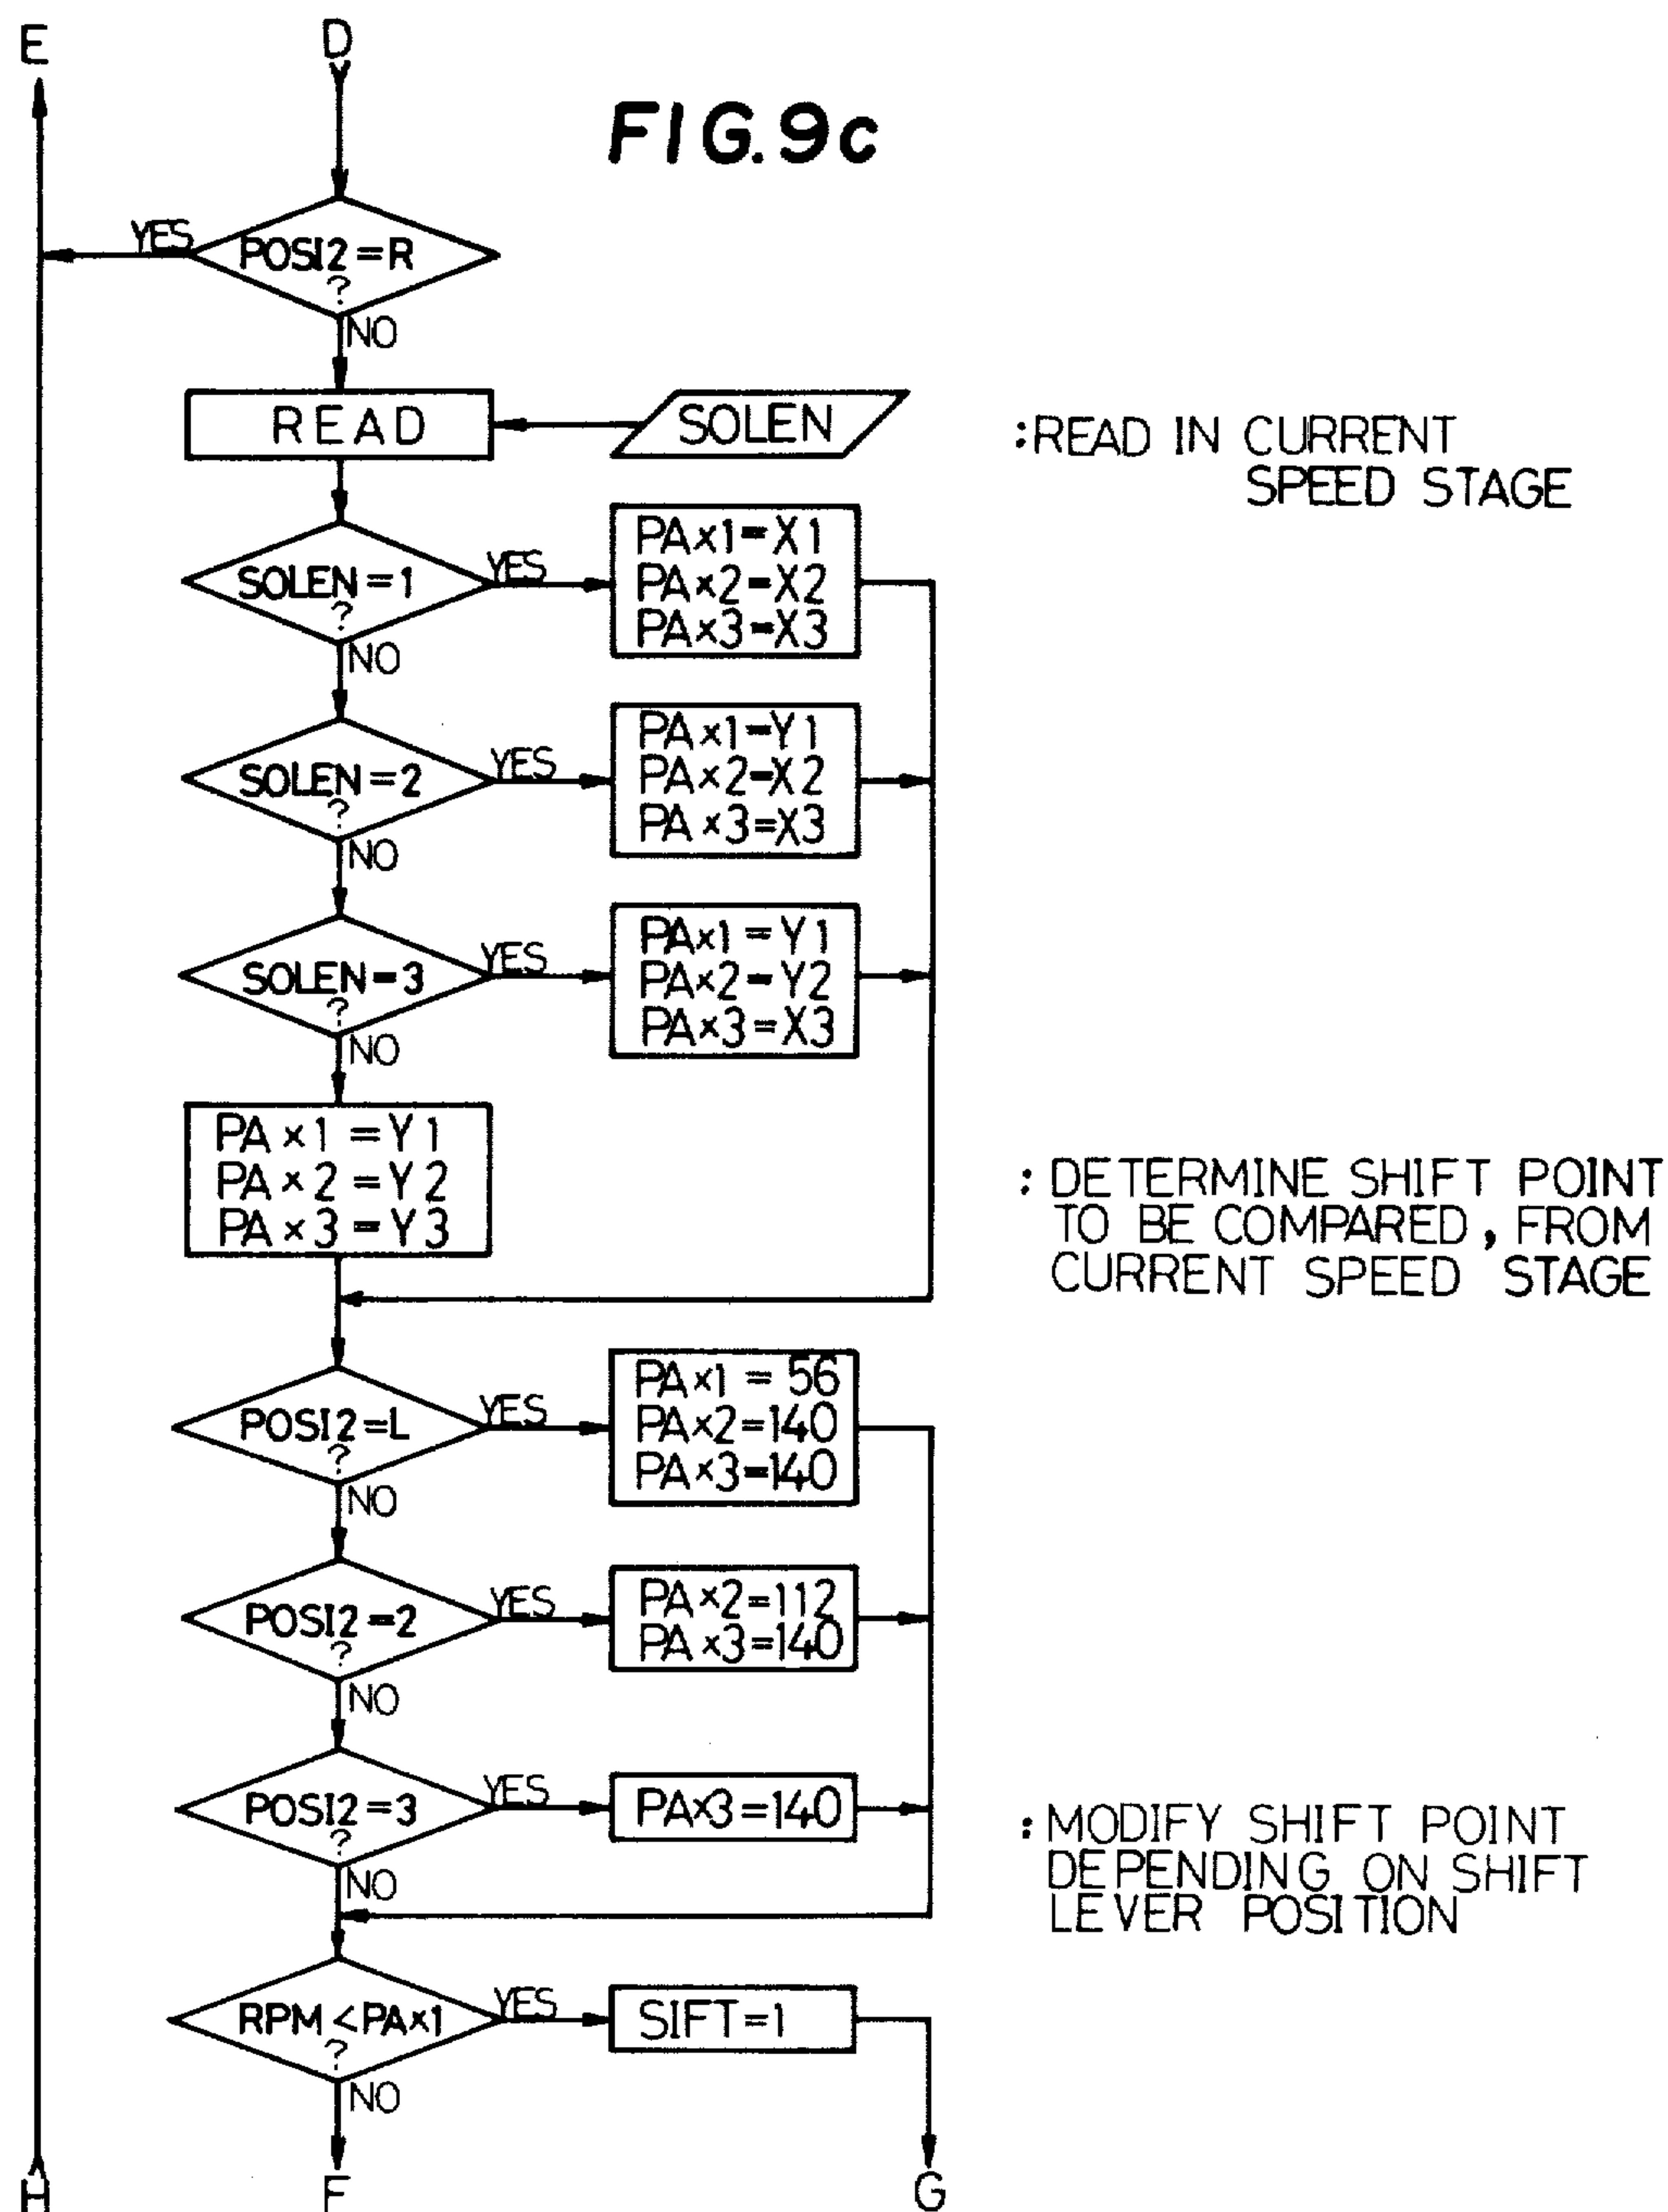 E
D
FIG.9c
YES
POSI2=R
?
NO
READ
SOLEN
:READ IN CURRENT
SPEED STAGE
SOLEN=1
?
YES
NO
PA×1=X1
PA×2=X2
PA×3=X3
SOLEN=2
?
YES
NO
PA×1=Y1
PA×2=X2
PA×3=X3
SOLEN=3
?
YES
NO
PA×1=Y1
PA×2=Y2
PA×3=X3
PA×1=Y1
PA×2=Y2
PA×3=Y3
: DETERMINE SHIFT POINT
TO BE COMPARED, FROM
CURRENT SPEED STAGE
POSI2=L
?
YES
NO
PA×1=56
PA×2=140
PA×3=140
POSI2=2
?
YES
NO
PA×2=112
PA×3=140
POSI2=3
?
YES
NO
PA×3=140
: MODIFY SHIFT POINT
DEPENDING ON SHIFT
LEVER POSITION
RPM<PA×1
?
YES
NO
SIFT=1
H
F
G